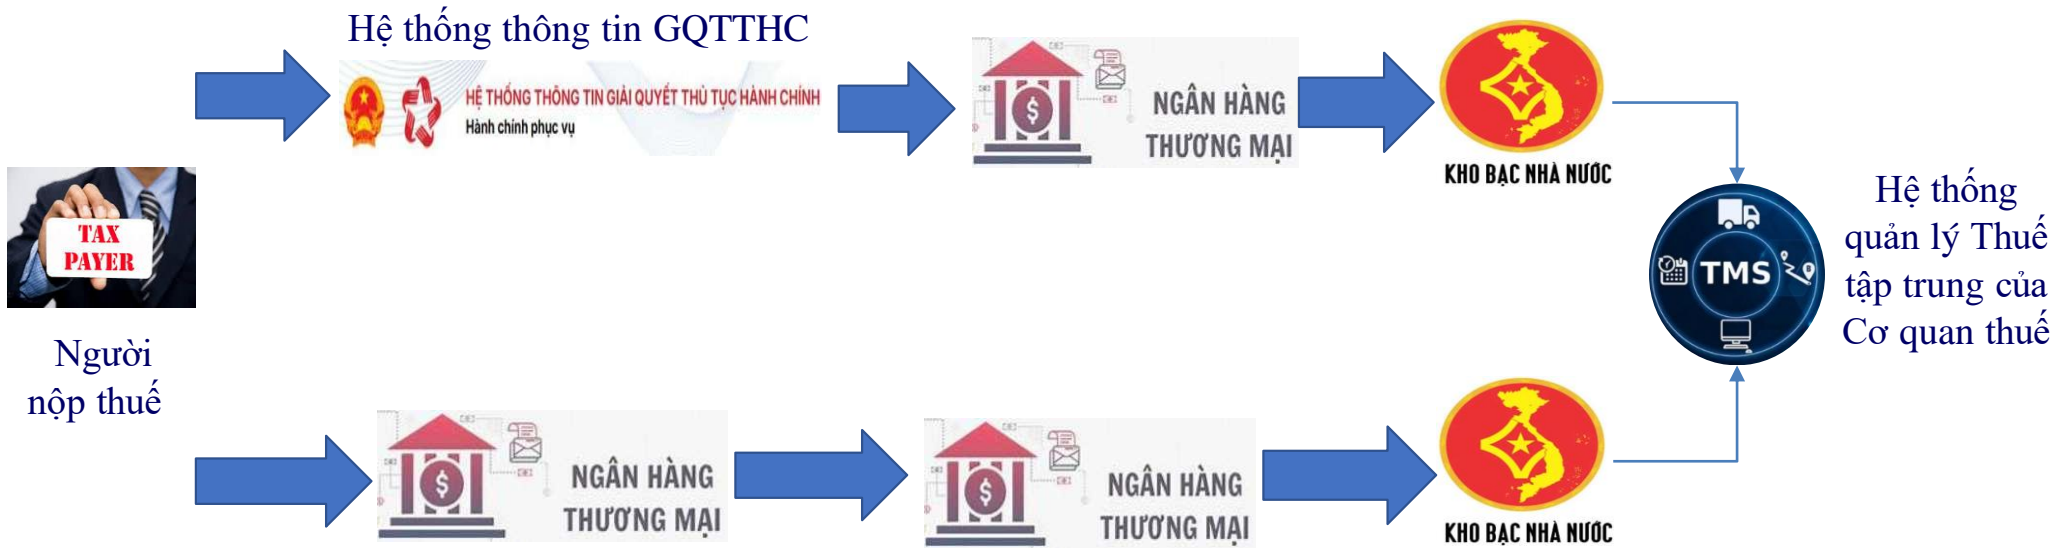 Hệ thống thông tin GQTTHC
HỆ THỐNG THÔNG TIN GIẢI QUYẾT THỦ TỤC HÀNH CHÍNH
Hành chính phục vụ
NGÂN HÀNG
THƯƠNG MẠI
KHO BẠC NHÀ NƯỚC
TAX
PAYER
Người
nộp thuế
TMS
Hệ thống
quản lý Thuế
tập trung của
Cơ quan thuế
NGÂN HÀNG
THƯƠNG MẠI
NGÂN HÀNG
THƯƠNG MẠI
KHO BẠC NHÀ NƯỚC